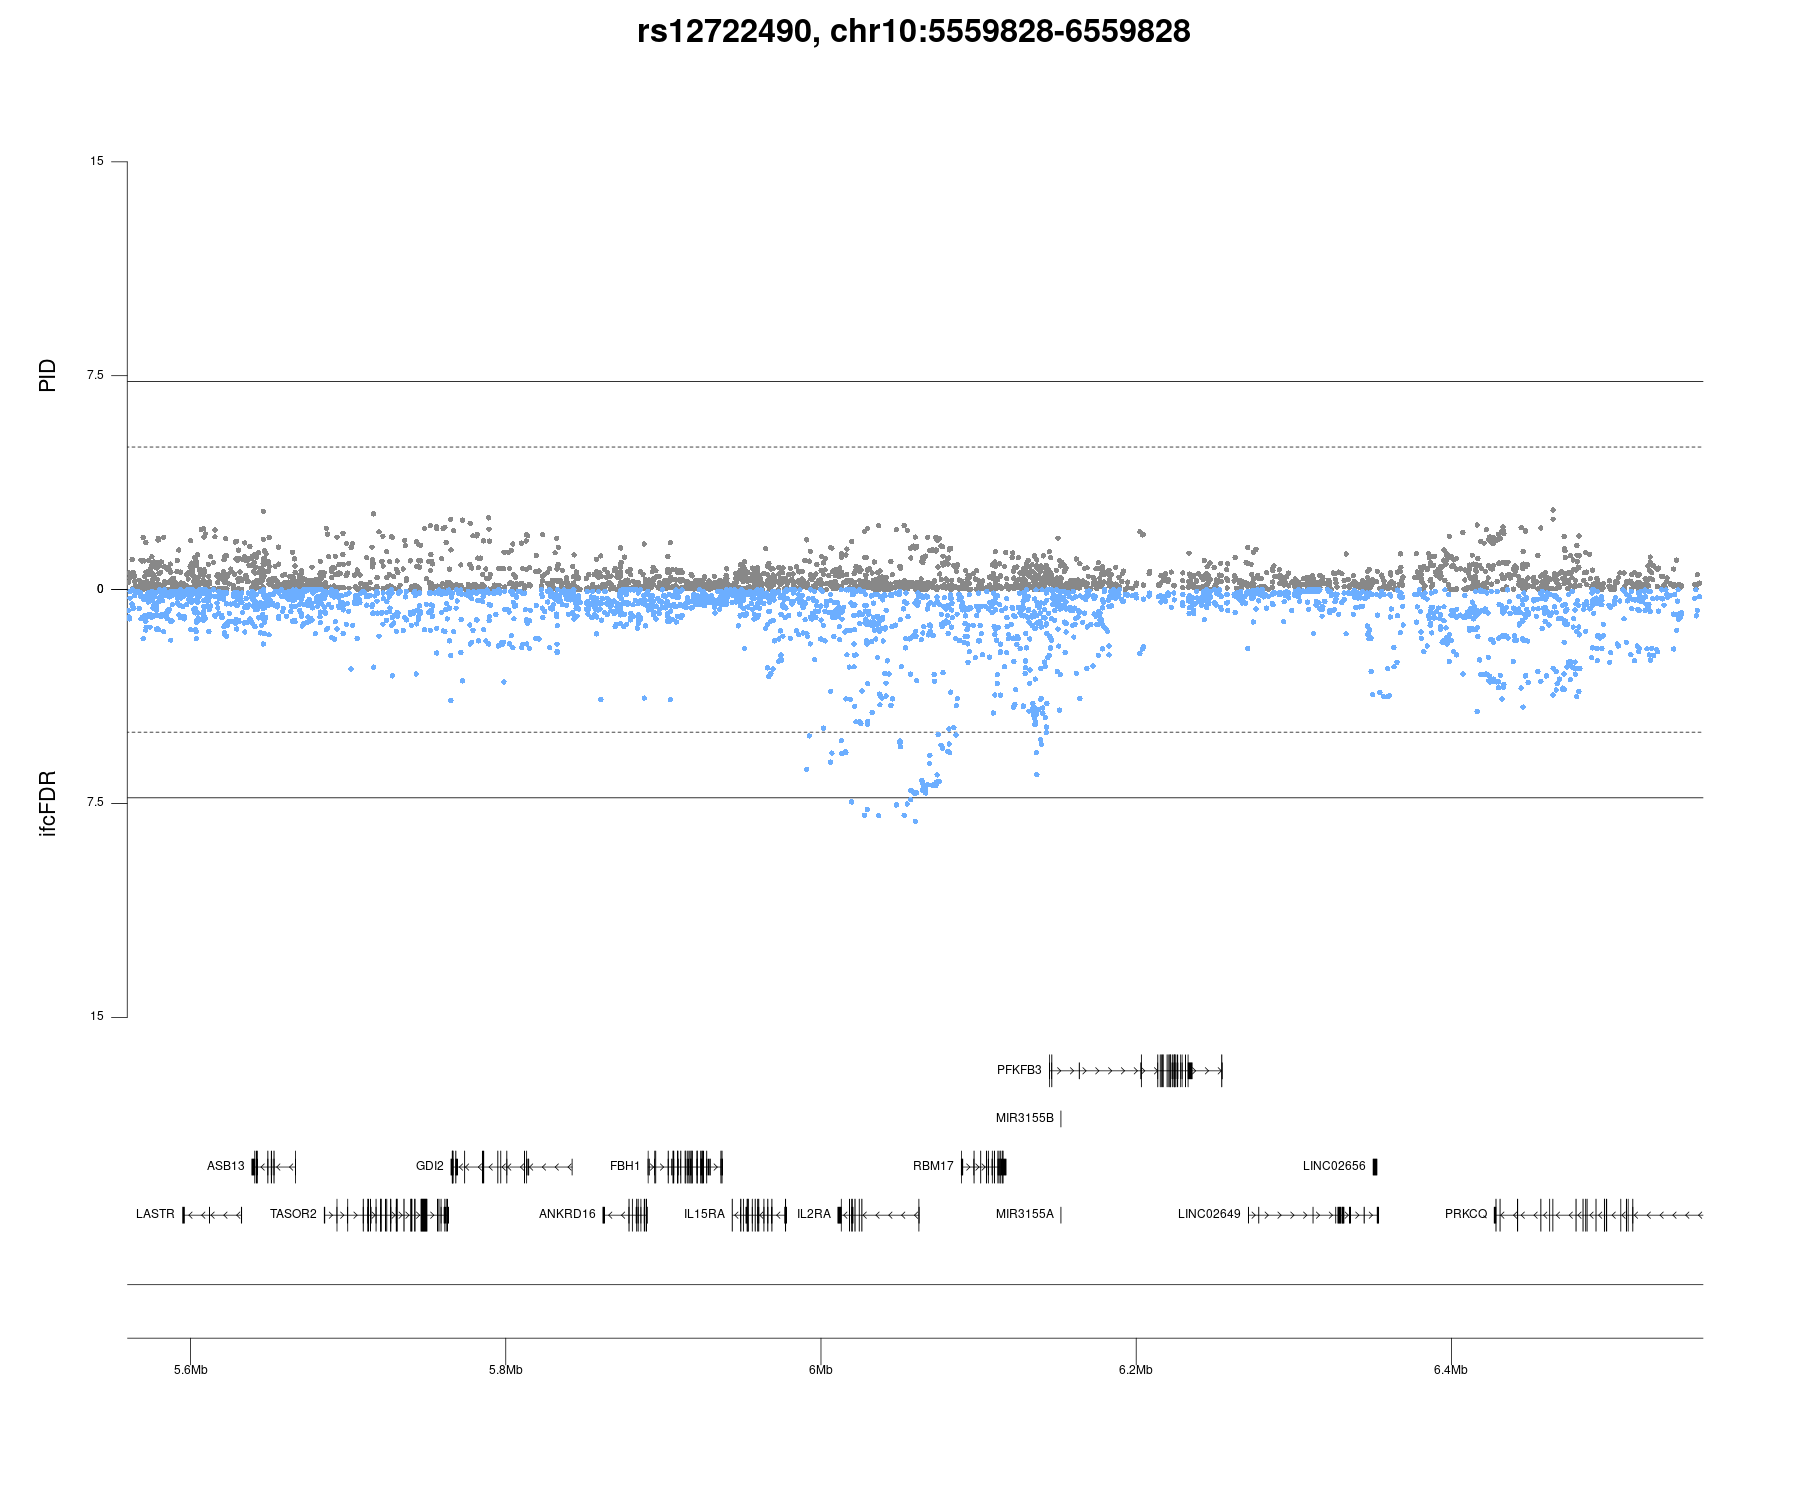 rs12722490, chr10:5559828-6559828
15
PID
7.5
0
7.5
ifcFDR
15
PFKFB3
MIR3155B
ASB13
GDI2
FBH1
RBM17
LINC02656
LASTR
TASOR2
ANKRD16
IL15RA
IL2RA
MIR3155A
LINC02649
PRKCQ
5.6Mb
5.8Mb
6Mb
6.2Mb
6.4Mb